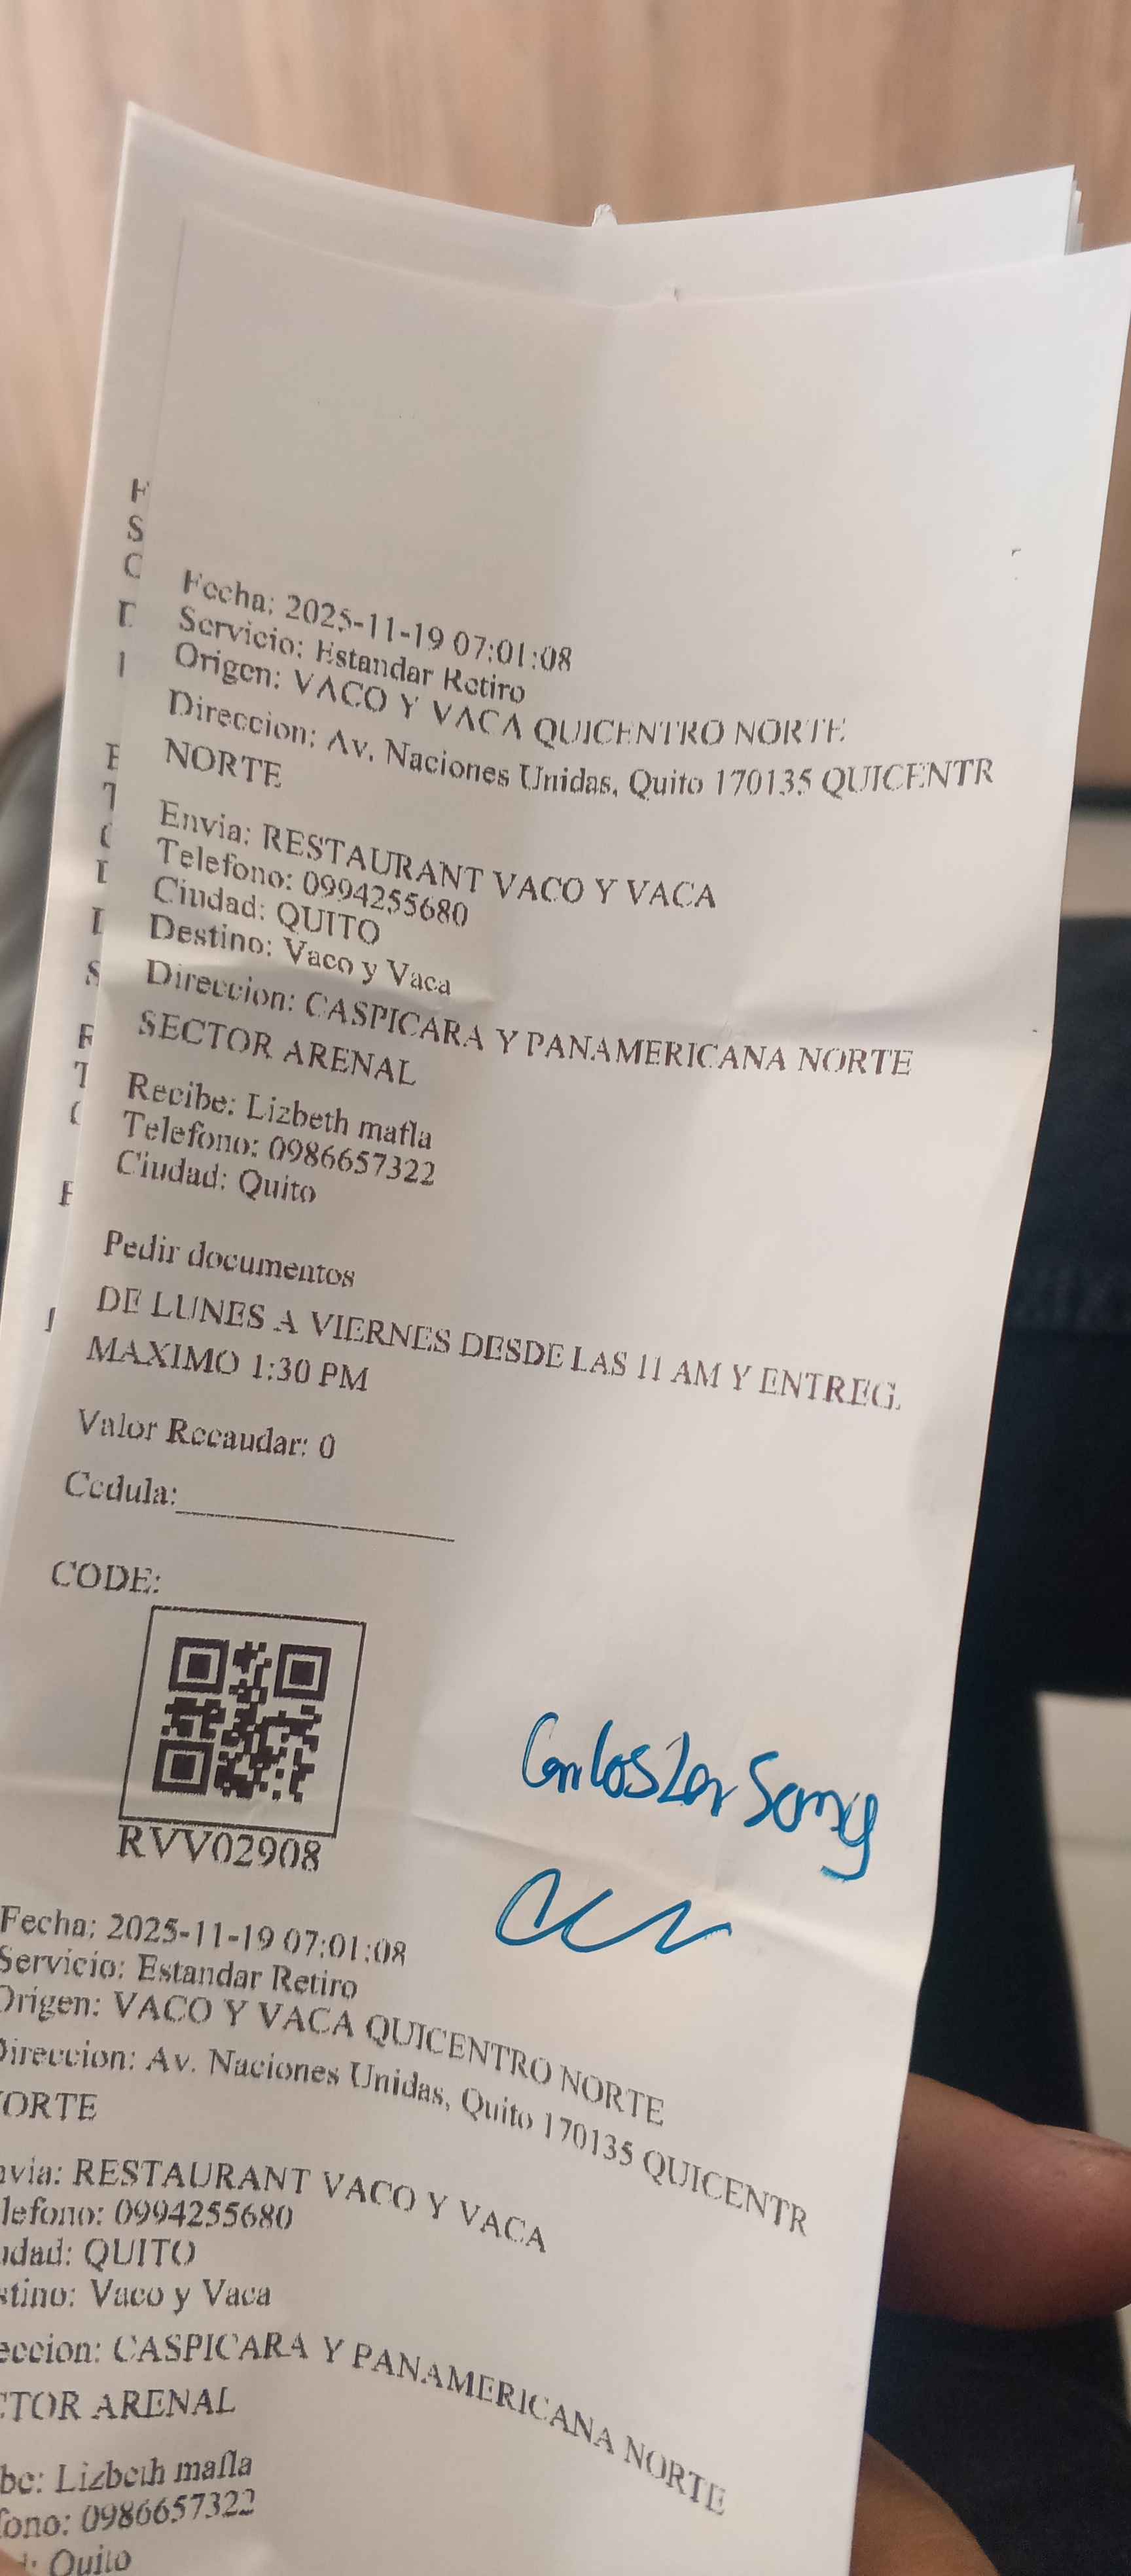 Fecha: 2025-11-19 07:01:08
Servicio: Estandar Retiro
Origen: VACO Y VACA QUICENTRO NORTE
Direccion: Av. Naciones Unidas, Quito 170135 QUICENTR
NORTE
Envia: RESTAURANT VACO Y VACA
Telefono: 0994255680
Ciudad: QUITO
Destino: Vaco y Vaca
Direccion: CASPICARA Y PANAMERICANA NORTE
SECTOR ARENAL
Recibe: Lizbeth mafla
Telefono: 0986657322
Ciudad: Quito
Pedir documentos
DE LUNES A VIERNES DESDE LAS 11 AM Y ENTREG.
MAXIMO 1:30 PM
Valor Recaudar: 0
Cedula:
CODE:
RVV02908
Carlos
Fecha: 2025-11-19 07:01:08
Servicio: Estandar Retiro
Origen: VACO Y VACA QUICENTRO NORTE
Direccion: Av. Naciones Unidas, Quito 170135 QUICENTR
ORTE
nvia: RESTAURANT VACO Y VACA
lefono: 0994255680
udad: QUITO
stino: Vaco y Vaca
eccion: CASPICARA Y PANAMERICANA NORTE
CTOR ARENAL
be: Lizbeth mafla
fono: 0986657322
d: Quito